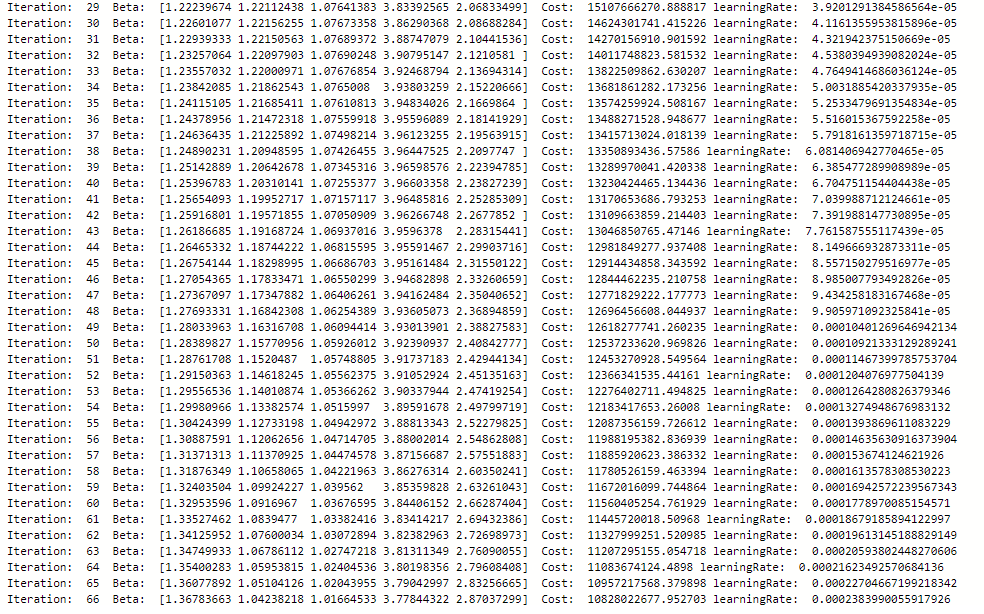 Iteration:  29  Beta:  [1.22239674 1.22112438 1.07641383 3.83392565 2.06833499]  Cost:  15107666270.888817 learningRate:  3.9201291384586564e-05
Iteration:  30  Beta:  [1.22601077 1.22156255 1.07673358 3.86290368 2.08688284]  Cost:  14624301741.415226 learningRate:  4.1161355953815896e-05
Iteration:  31  Beta:  [1.22939333 1.22150563 1.07689372 3.88747079 2.10441536]  Cost:  14270156910.901592 learningRate:  4.321942375150669e-05
Iteration:  32  Beta:  [1.23257064 1.22097903 1.07690248 3.90795147 2.1210581 ]  Cost:  14011748823.581532 learningRate:  4.5380394939082024e-05
Iteration:  33  Beta:  [1.23557032 1.22000971 1.07676854 3.92468794 2.13694314]  Cost:  13822509862.630207 learningRate:  4.7649414686036124e-05
Iteration:  34  Beta:  [1.23842085 1.21862543 1.0765008  3.93803259 2.15220666]  Cost:  13681861282.173256 learningRate:  5.0031885420337935e-05
Iteration:  35  Beta:  [1.24115105 1.21685411 1.07610813 3.94834026 2.1669864 ]  Cost:  13574259924.508167 learningRate:  5.2533479691354834e-05
Iteration:  36  Beta:  [1.24378956 1.21472318 1.07559918 3.95596089 2.18141929]  Cost:  13488271528.948677 learningRate:  5.516015367592258e-05
Iteration:  37  Beta:  [1.24636435 1.21225892 1.07498214 3.96123255 2.19563915]  Cost:  13415713024.018139 learningRate:  5.7918161359718715e-05
Iteration:  38  Beta:  [1.24890231 1.20948595 1.07426455 3.96447525 2.2097747 ]  Cost:  13350893436.57586 learningRate:  6.081406942770465e-05
Iteration:  39  Beta:  [1.25142889 1.20642678 1.07345316 3.96598576 2.22394785]  Cost:  13289970041.420338 learningRate:  6.385477289908989e-05
Iteration:  40  Beta:  [1.25396783 1.20310141 1.07255377 3.96603358 2.23827239]  Cost:  13230424465.134436 learningRate:  6.704751154404438e-05
Iteration:  41  Beta:  [1.25654093 1.19952717 1.07157117 3.96485816 2.25285309]  Cost:  13170653686.793253 learningRate:  7.039988712124661e-05
Iteration:  42  Beta:  [1.25916801 1.19571855 1.07050909 3.96266748 2.2677852 ]  Cost:  13109663859.214403 learningRate:  7.391988147730895e-05
Iteration:  43  Beta:  [1.26186685 1.19168724 1.06937016 3.9596378  2.28315441]  Cost:  13046850765.47146 learningRate:  7.761587555117439e-05
Iteration:  44  Beta:  [1.26465332 1.18744222 1.06815595 3.95591467 2.29903716]  Cost:  12981849277.937408 learningRate:  8.149666932873311e-05
Iteration:  45  Beta:  [1.26754144 1.18298995 1.06686703 3.95161484 2.31550122]  Cost:  12914434858.343592 learningRate:  8.557150279516977e-05
Iteration:  46  Beta:  [1.27054365 1.17833471 1.06550299 3.94682898 2.33260659]  Cost:  12844462235.210758 learningRate:  8.985007793492826e-05
Iteration:  47  Beta:  [1.27367097 1.17347882 1.06406261 3.94162484 2.35040652]  Cost:  12771829222.177773 learningRate:  9.434258183167468e-05
Iteration:  48  Beta:  [1.27693331 1.16842308 1.06254389 3.93605073 2.36894859]  Cost:  12696456608.044937 learningRate:  9.905971092325841e-05
Iteration:  49  Beta:  [1.28033963 1.16316708 1.06094414 3.93013901 2.38827583]  Cost:  12618277741.260235 learningRate:  0.00010401269646942134
Iteration:  50  Beta:  [1.28389827 1.15770956 1.05926012 3.92390937 2.40842777]  Cost:  12537233620.969826 learningRate:  0.00010921333129289241
Iteration:  51  Beta:  [1.28761708 1.1520487  1.05748805 3.91737183 2.42944134]  Cost:  12453270928.549564 learningRate:  0.00011467399785753704
Iteration:  52  Beta:  [1.29150363 1.14618245 1.05562375 3.91052924 2.45135163]  Cost:  12366341535.44161 learningRate:  0.0001204076977504139
Iteration:  53  Beta:  [1.29556536 1.14010874 1.05366262 3.90337944 2.47419254]  Cost:  12276402711.494825 learningRate:  0.0001264280826379346
Iteration:  54  Beta:  [1.29980966 1.13382574 1.0515997  3.89591678 2.49799719]  Cost:  12183417653.26008 learningRate:  0.00013274948676983132
Iteration:  55  Beta:  [1.30424399 1.12733198 1.04942972 3.88813343 2.52279825]  Cost:  12087356159.726612 learningRate:  0.0001393869611083229
Iteration:  56  Beta:  [1.30887591 1.12062656 1.04714705 3.88002014 2.54862808]  Cost:  11988195382.836939 learningRate:  0.00014635630916373904
Iteration:  57  Beta:  [1.31371313 1.11370925 1.04474578 3.87156687 2.57551883]  Cost:  11885920623.386332 learningRate:  0.000153674124621926
Iteration:  58  Beta:  [1.31876349 1.10658065 1.04221963 3.86276314 2.60350241]  Cost:  11780526159.463394 learningRate:  0.0001613578308530223
Iteration:  59  Beta:  [1.32403504 1.09924227 1.039562   3.85359828 2.63261043]  Cost:  11672016099.744864 learningRate:  0.00016942572239567343
Iteration:  60  Beta:  [1.32953596 1.0916967  1.03676595 3.84406152 2.66287404]  Cost:  11560405254.761929 learningRate:  0.0001778970085154571
Iteration:  61  Beta:  [1.33527462 1.0839477  1.03382416 3.83414217 2.69432386]  Cost:  11445720018.50968 learningRate:  0.00018679185894122997
Iteration:  62  Beta:  [1.34125952 1.07600034 1.03072894 3.82382963 2.72698973]  Cost:  11327999251.520985 learningRate:  0.00019613145188829149
Iteration:  63  Beta:  [1.34749933 1.06786112 1.02747218 3.81311349 2.76090055]  Cost:  11207295155.054718 learningRate:  0.00020593802448270606
Iteration:  64  Beta:  [1.35400283 1.05953815 1.02404536 3.80198356 2.79608408]  Cost:  11083674124.4898 learningRate:  0.0002162349257​0684136
Iteration:  65  Beta:  [1.36077892 1.05104126 1.02043955 3.79042997 2.83256665]  Cost:  10957217568.379898 learningRate:  0.00022704667199218342
Iteration:  66  Beta:  [1.36783663 1.04238218 1.01664533 3.77844322 2.87037299]  Cost:  10828022677.952703 learningRate:  0.0002383990055917926